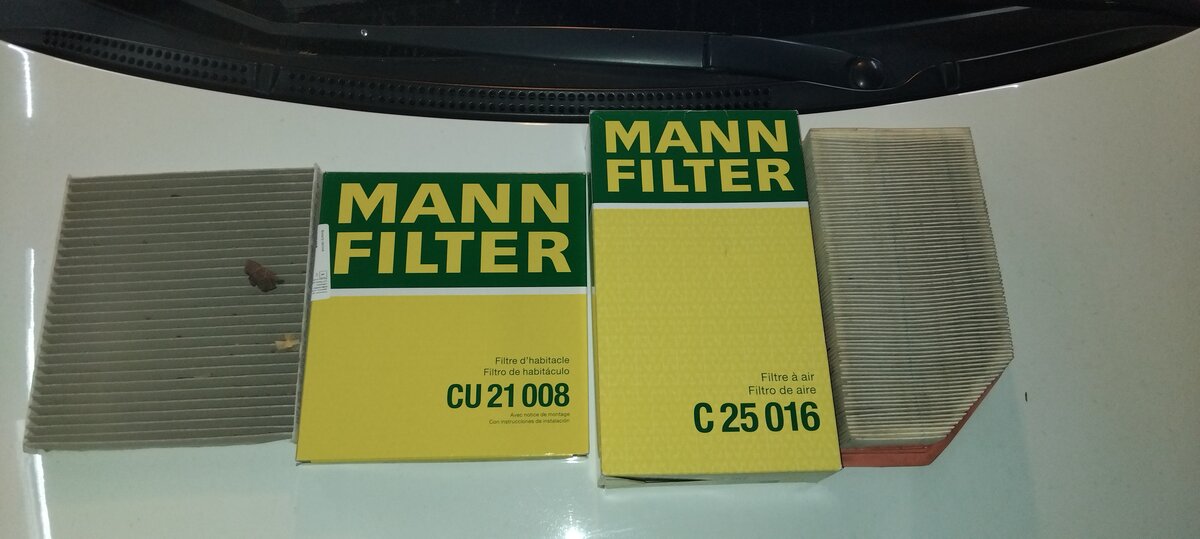 MANN
FILTER
Filtre d'habitacle
Filtro de habitáculo
CU 21 008
Avec notice de montage
Con instrucciones de instalación
MANN
FILTER
Filtre à air
Filtro de aire
C 25 016